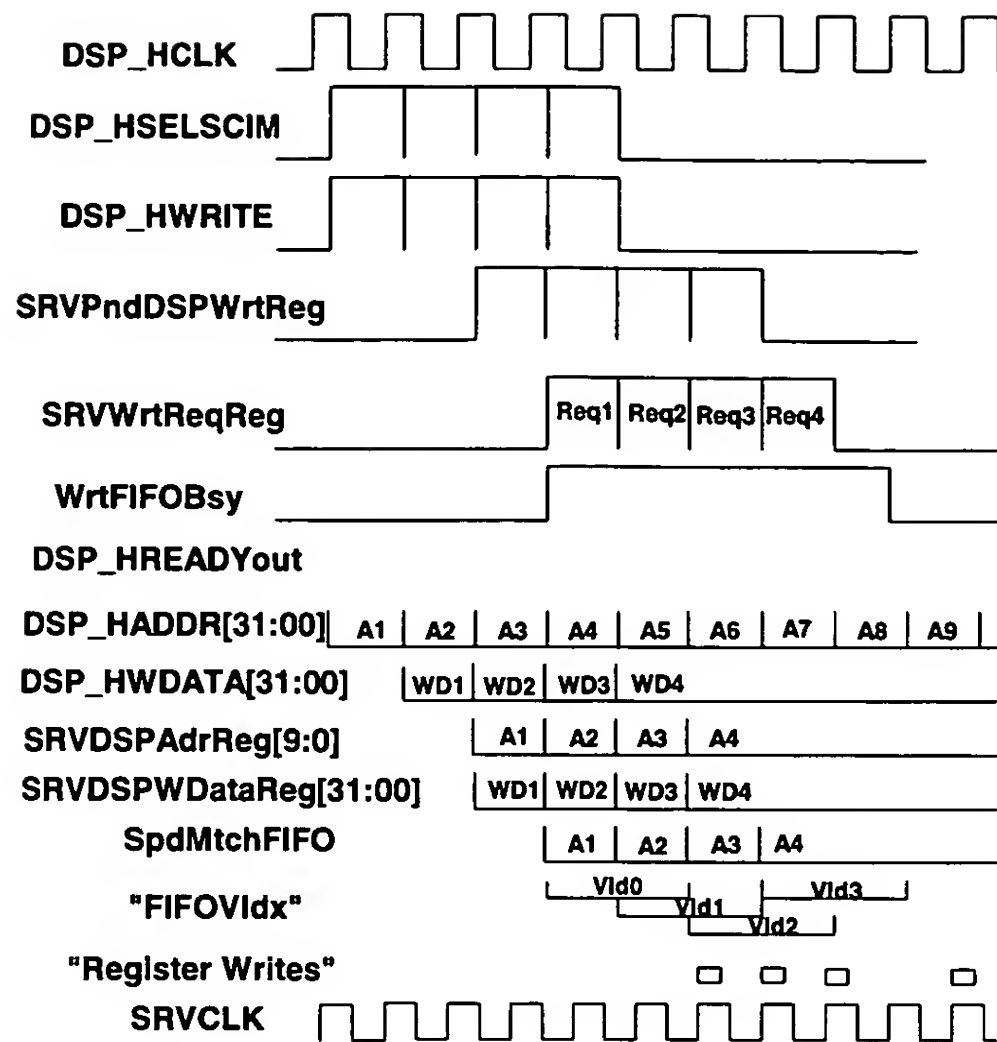 DSP_HCLK
DSP_HSELSCIM
DSP_HWRITE
SRVPndDSPWrtReg
SRVWrtReqReg Req1 Req2 Req3 Req4
WrtFIFOBsy
DSP_HREADYout
DSP_HADDR[31:00] A1 A2 A3 A4 A5 A6 A7 A8 A9
DSP_HWDATA[31:00] WD1 WD2 WD3 WD4
SRVDSPAdrReg[9:0] A1 A2 A3 A4
SRVDSPWDataReg[31:00] WD1 WD2 WD3 WD4
SpdMtchFIFO A1 A2 A3 A4
"FIFOVldx" Vld0 Vld1 Vld2 Vld3
"Register Writes"
SRVCLK